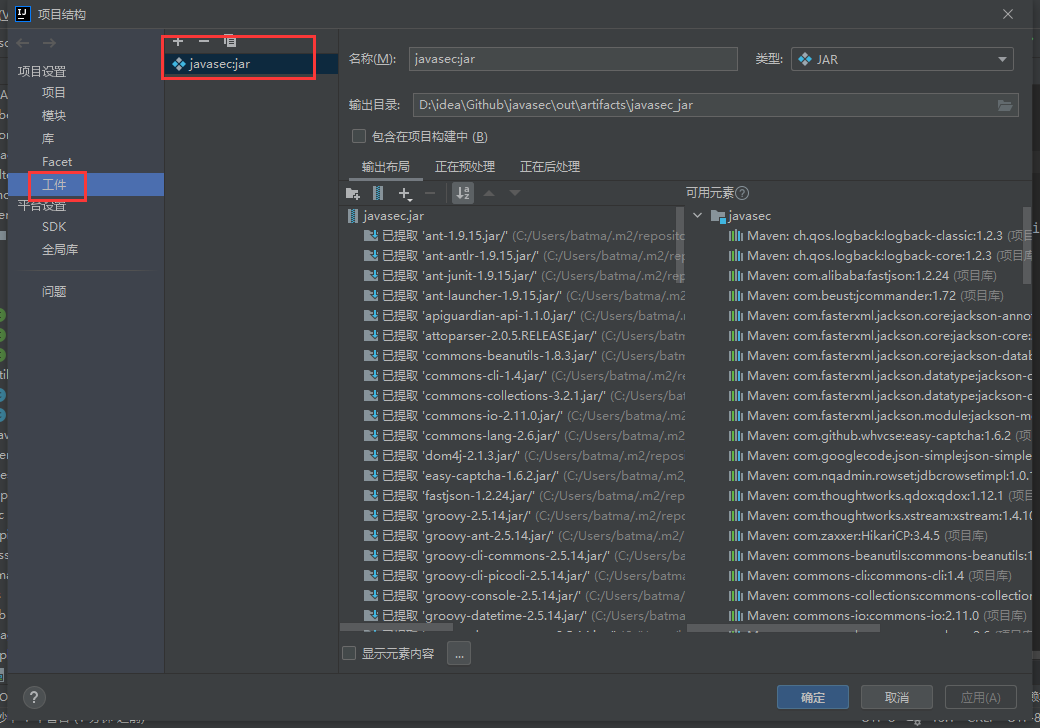 项目结构
项目设置
项目
模块
库
Facet
工件
平台设置
SDK
全局库
问题
javasec:jar
名称(M): javasec:jar 类型: JAR
输出目录: D:\idea\Github\javasec\out\artifacts\javasec_jar
包含在项目构建中 (B)
输出布局 正在预处理 正在后处理
可用元素
javasec.jar
已提取 'ant-1.9.15.jar/' (C:/Users/batma/.m2/reposito
已提取 'ant-antlr-1.9.15.jar/' (C:/Users/batma/.m2/rep
已提取 'ant-junit-1.9.15.jar/' (C:/Users/batma/.m2/rep
已提取 'ant-launcher-1.9.15.jar/' (C:/Users/batma/.m2
已提取 'apiguardian-api-1.1.0.jar/' (C:/Users/batma/.
已提取 'attoparser-2.0.5.RELEASE.jar/' (C:/Users/batm
已提取 'commons-beanutils-1.8.3.jar/' (C:/Users/batn
已提取 'commons-cli-1.4.jar/' (C:/Users/batma/.m2/re
已提取 'commons-collections-3.2.1.jar/' (C:/Users/bat
已提取 'commons-io-2.11.0.jar/' (C:/Users/batma/.m2
已提取 'commons-lang-2.6.jar/' (C:/Users/batma/.m2
已提取 'dom4j-2.1.3.jar/' (C:/Users/batma/.m2/repos
已提取 'easy-captcha-1.6.2.jar/' (C:/Users/batma/.m2
已提取 'fastjson-1.2.24.jar/' (C:/Users/batma/.m2/rep
已提取 'groovy-2.5.14.jar/' (C:/Users/batma/.m2/repc
已提取 'groovy-ant-2.5.14.jar/' (C:/Users/batma/.m2/
已提取 'groovy-cli-commons-2.5.14.jar/' (C:/Users/ba
已提取 'groovy-cli-picocli-2.5.14.jar/' (C:/Users/batma
已提取 'groovy-console-2.5.14.jar/' (C:/Users/batma/.
已提取 'groovy-datetime-2.5.14.jar/' (C:/Users/batma
javasec
Maven: ch.qos.logback:logback-classic:1.2.3 (项目
Maven: ch.qos.logback:logback-core:1.2.3 (项目库
Maven: com.alibaba:fastjson:1.2.24 (项目库)
Maven: com.beust:jcommander:1.72 (项目库)
Maven: com.fasterxml.jackson.core:jackson-anno
Maven: com.fasterxml.jackson.core:jackson-core:
Maven: com.fasterxml.jackson.core:jackson-datab
Maven: com.fasterxml.jackson.datatype:jackson-c
Maven: com.fasterxml.jackson.datatype:jackson-c
Maven: com.fasterxml.jackson.module:jackson-m
Maven: com.github.whvcse:easy-captcha:1.6.2 (项
Maven: com.googlecode.json-simple:json-simple
Maven: com.nqadmin.rowset:jdbcrowsetimpl:1.0.
Maven: com.thoughtworks.qdox:qdox:1.12.1 (项目
Maven: com.thoughtworks.xstream:xstream:1.4.10
Maven: com.zaxxer:HikariCP:3.4.5 (项目库)
Maven: commons-beanutils:commons-beanutils:1
Maven: commons-cli:commons-cli:1.4 (项目库)
Maven: commons-collections:commons-collection
Maven: commons-io:commons-io:2.11.0 (项目库)
显示元素内容 ...
? 确定 取消 应用(A)